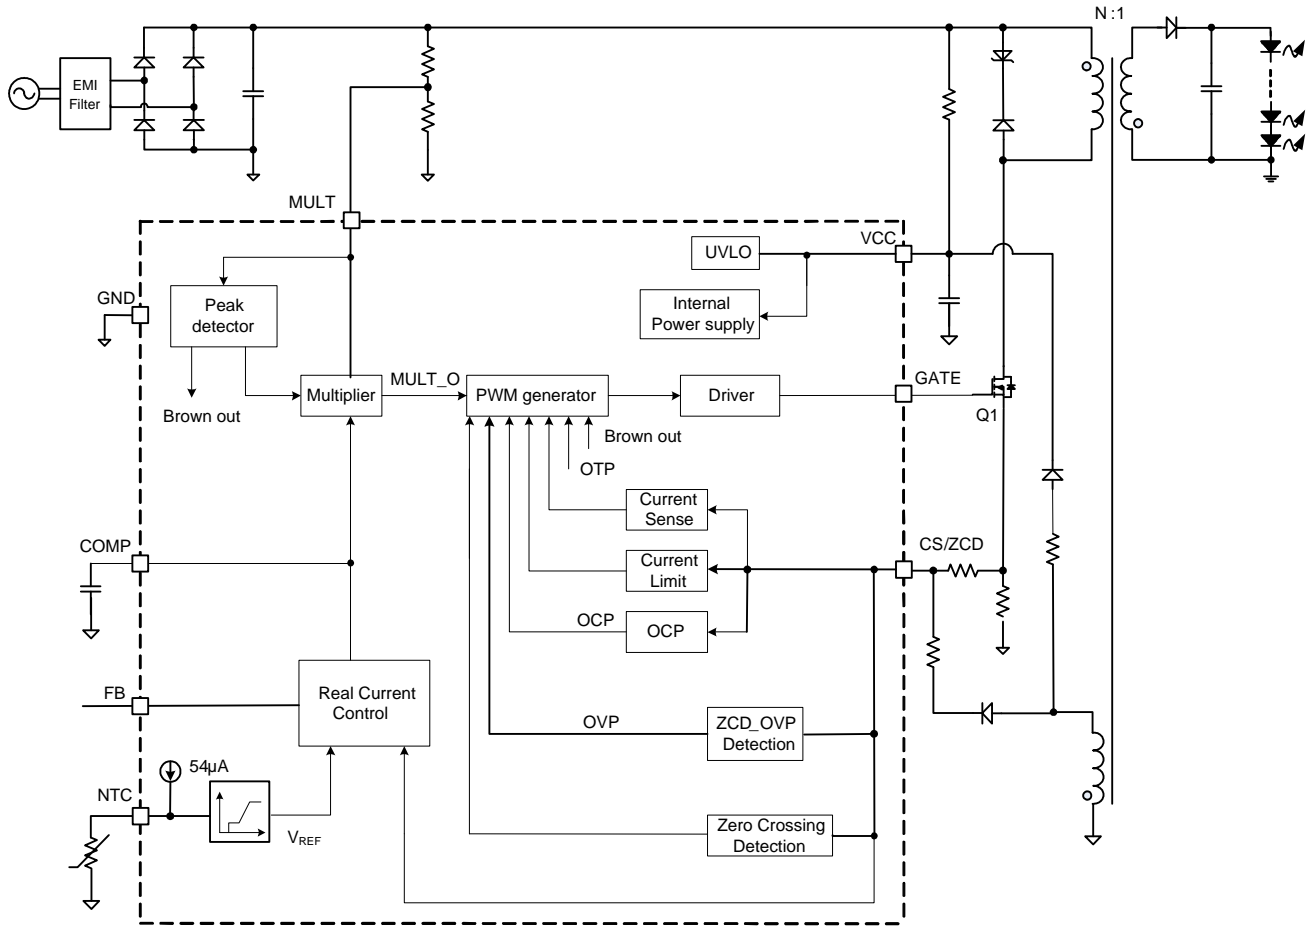 N:1
EMI
Filter
MULT
VCC
UVLO
GND
Peak
detector
Internal
Power supply
MULT_O
GATE
Multiplier
PWM generator
Driver
Brown out
Q1
Brown out
OTP
Current
Sense
COMP
CS/ZCD
Current
Limit
OCP
OCP
FB
Real Current
Control
OVP
ZCD_OVP
Detection
54µA
NTC
VREF
Zero Crossing
Detection